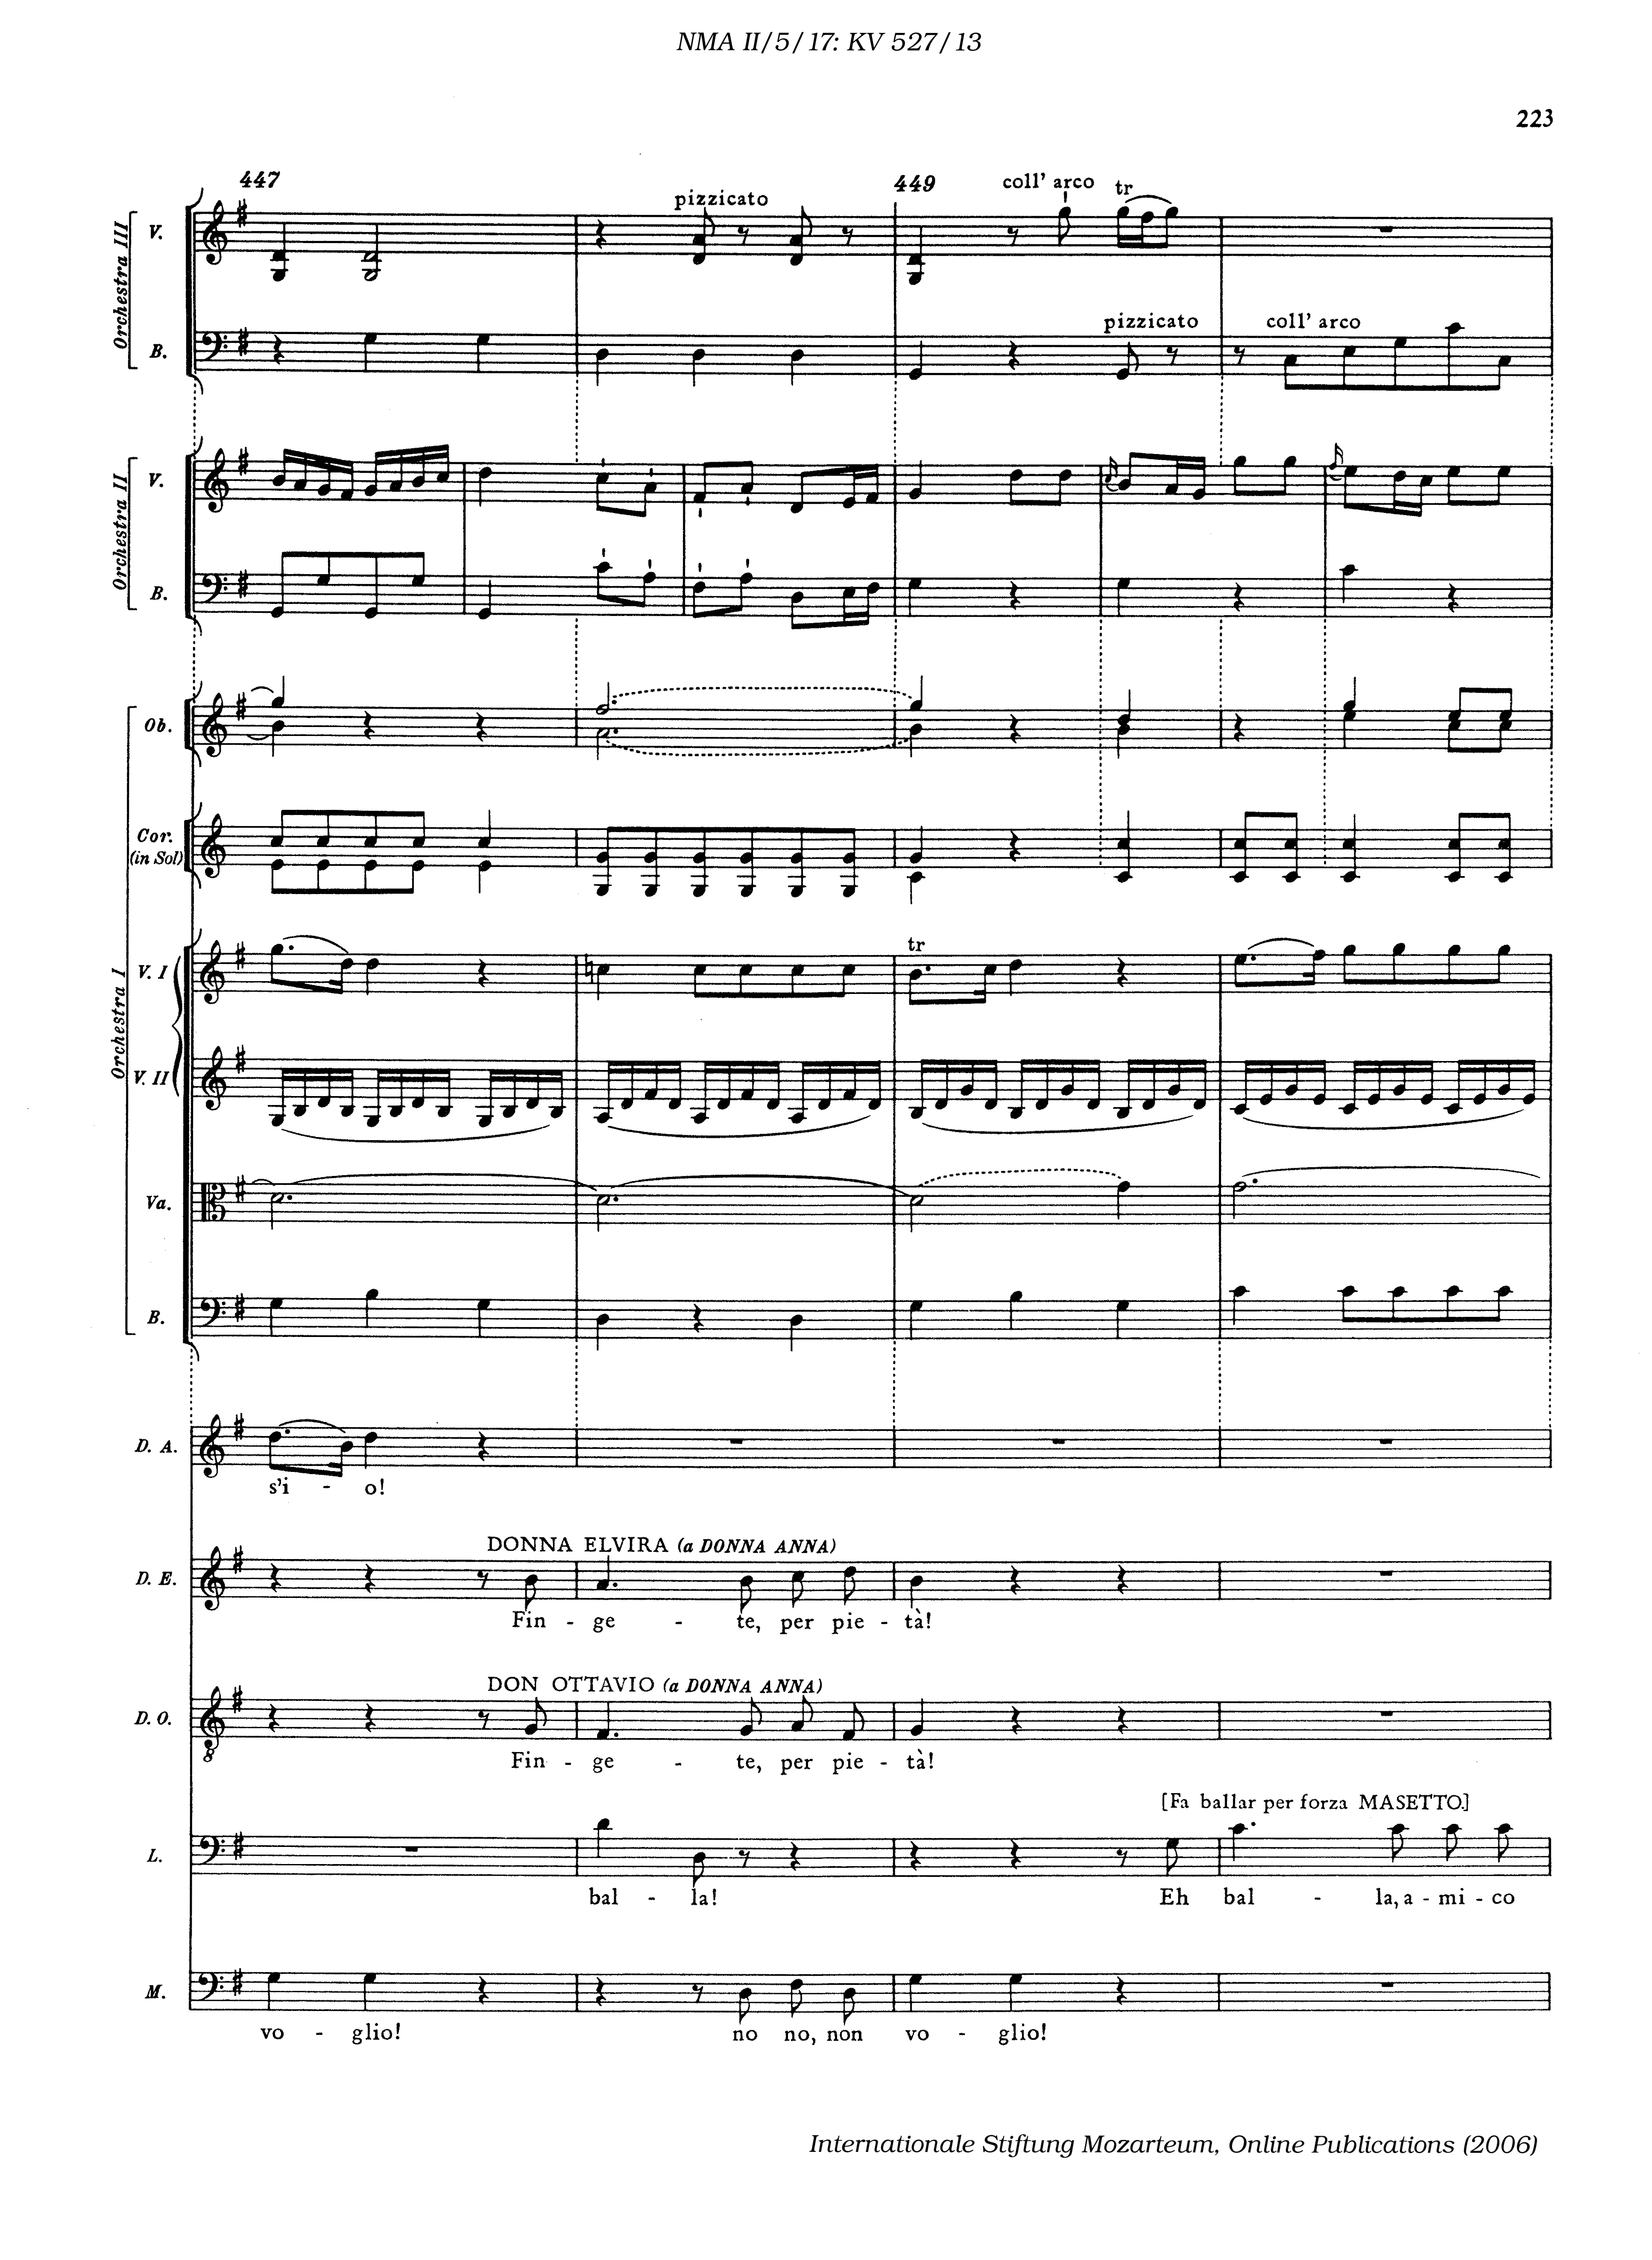 NMA II/5/17: KV 527/13
223
447
449
coll' arco
tr
pizzicato
Orchestra III
V.
pizzicato
coll' arco
B.
Orchestra II
V.
B.
Orchestra I
Ob.
Cor.
(in Sol)
tr
V. I
V. II
Va.
B.
D. A.
s'i - o!
DONNA ELVIRA (a DONNA ANNA)
D. E.
Fin - ge - te, per pie - tà!
DON OTTAVIO (a DONNA ANNA)
D. O.
8
Fin - ge - te, per pie - tà!
[Fa ballar per forza MASETTO.]
L.
bal - la! Eh bal - la, a - mi - co
M.
vo - glio! no no, non vo - glio!
Internationale Stiftung Mozarteum, Online Publications (2006)